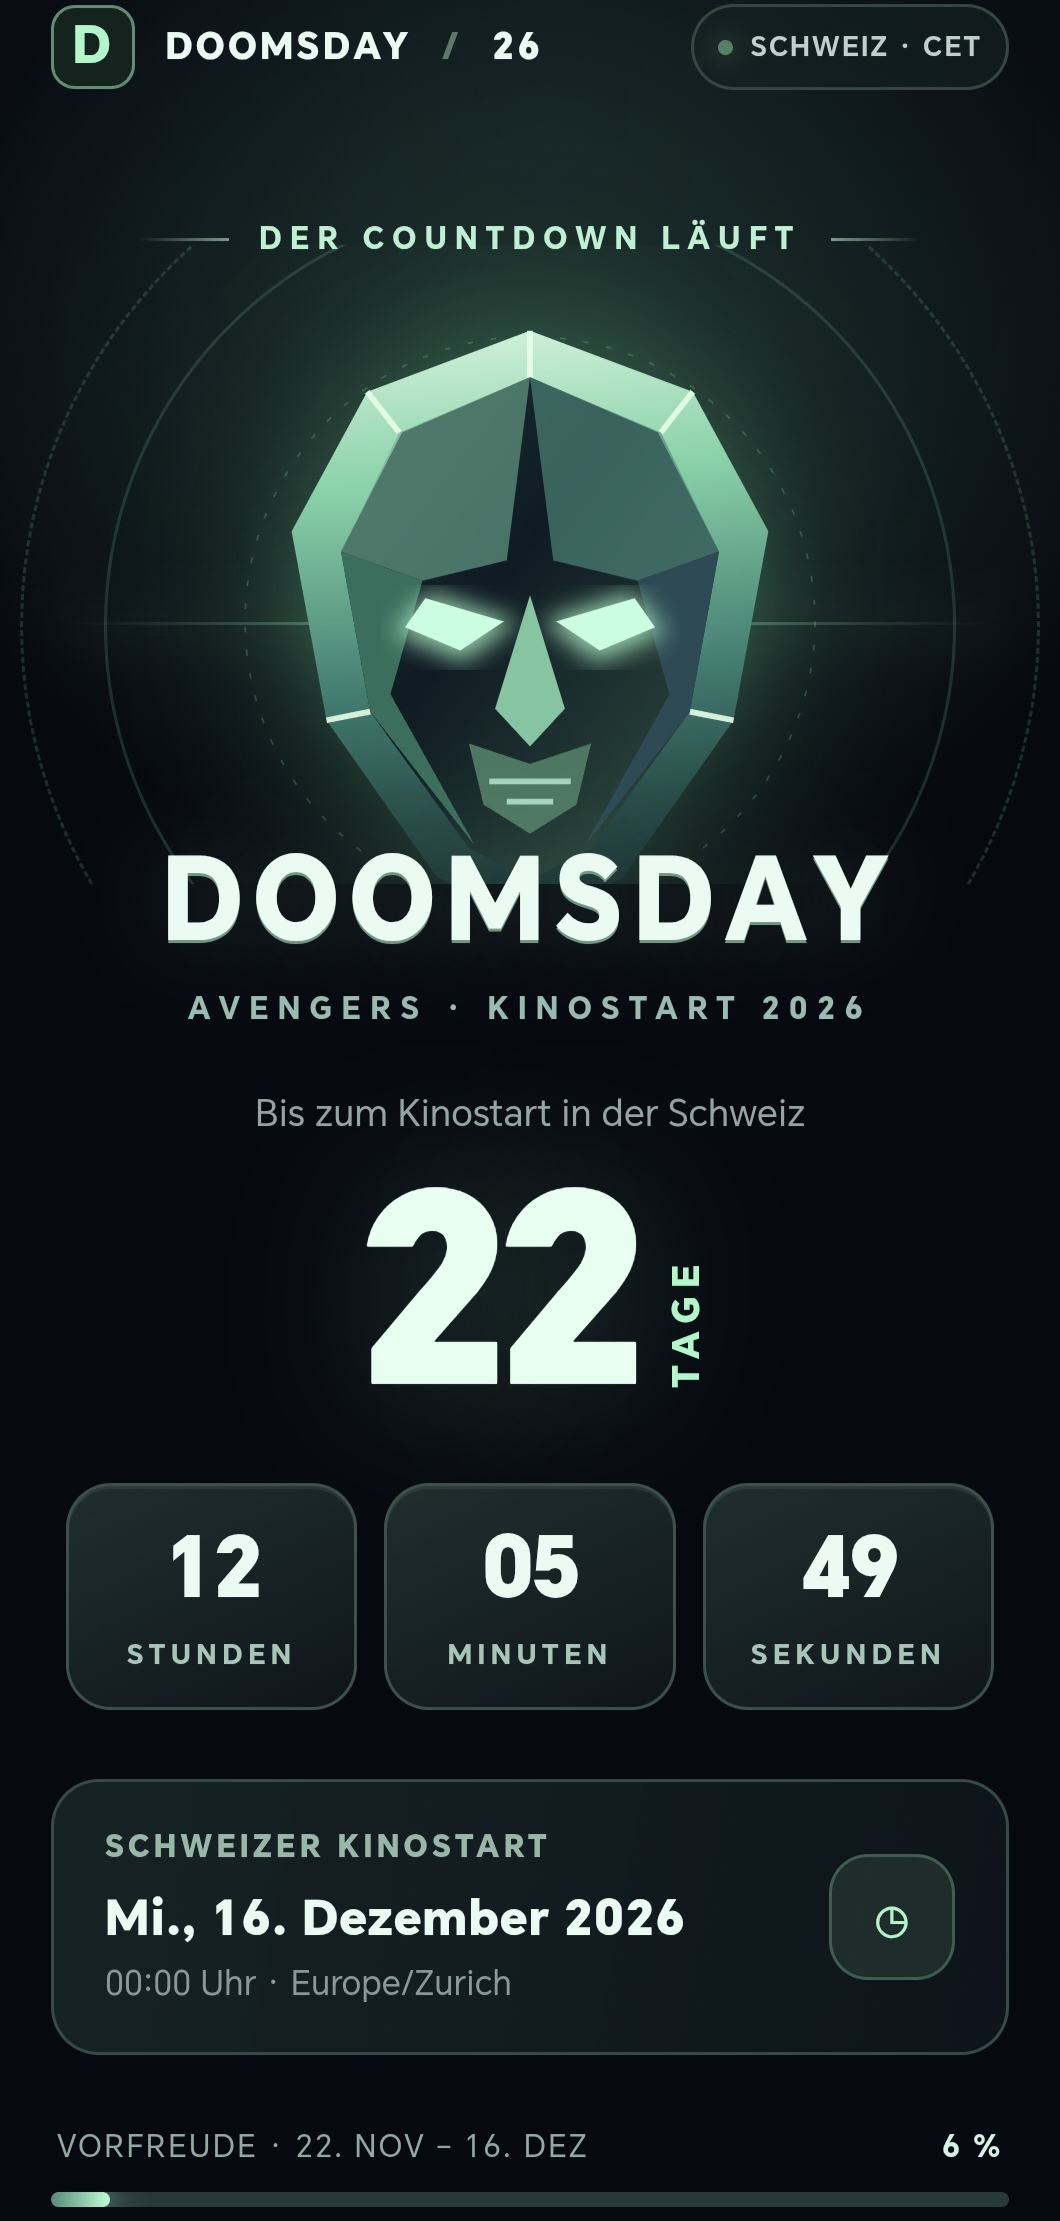 D DOOMSDAY / 26 SCHWEIZ · CET
DER COUNTDOWN LÄUFT
DOOMSDAY
AVENGERS · KINOSTART 2026
Bis zum Kinostart in der Schweiz
22 TAGE
12 05 49
STUNDEN MINUTEN SEKUNDEN
SCHWEIZER KINOSTART
Mi., 16. Dezember 2026
00:00 Uhr · Europe/Zurich
VORFREUDE · 22. NOV – 16. DEZ 6 %